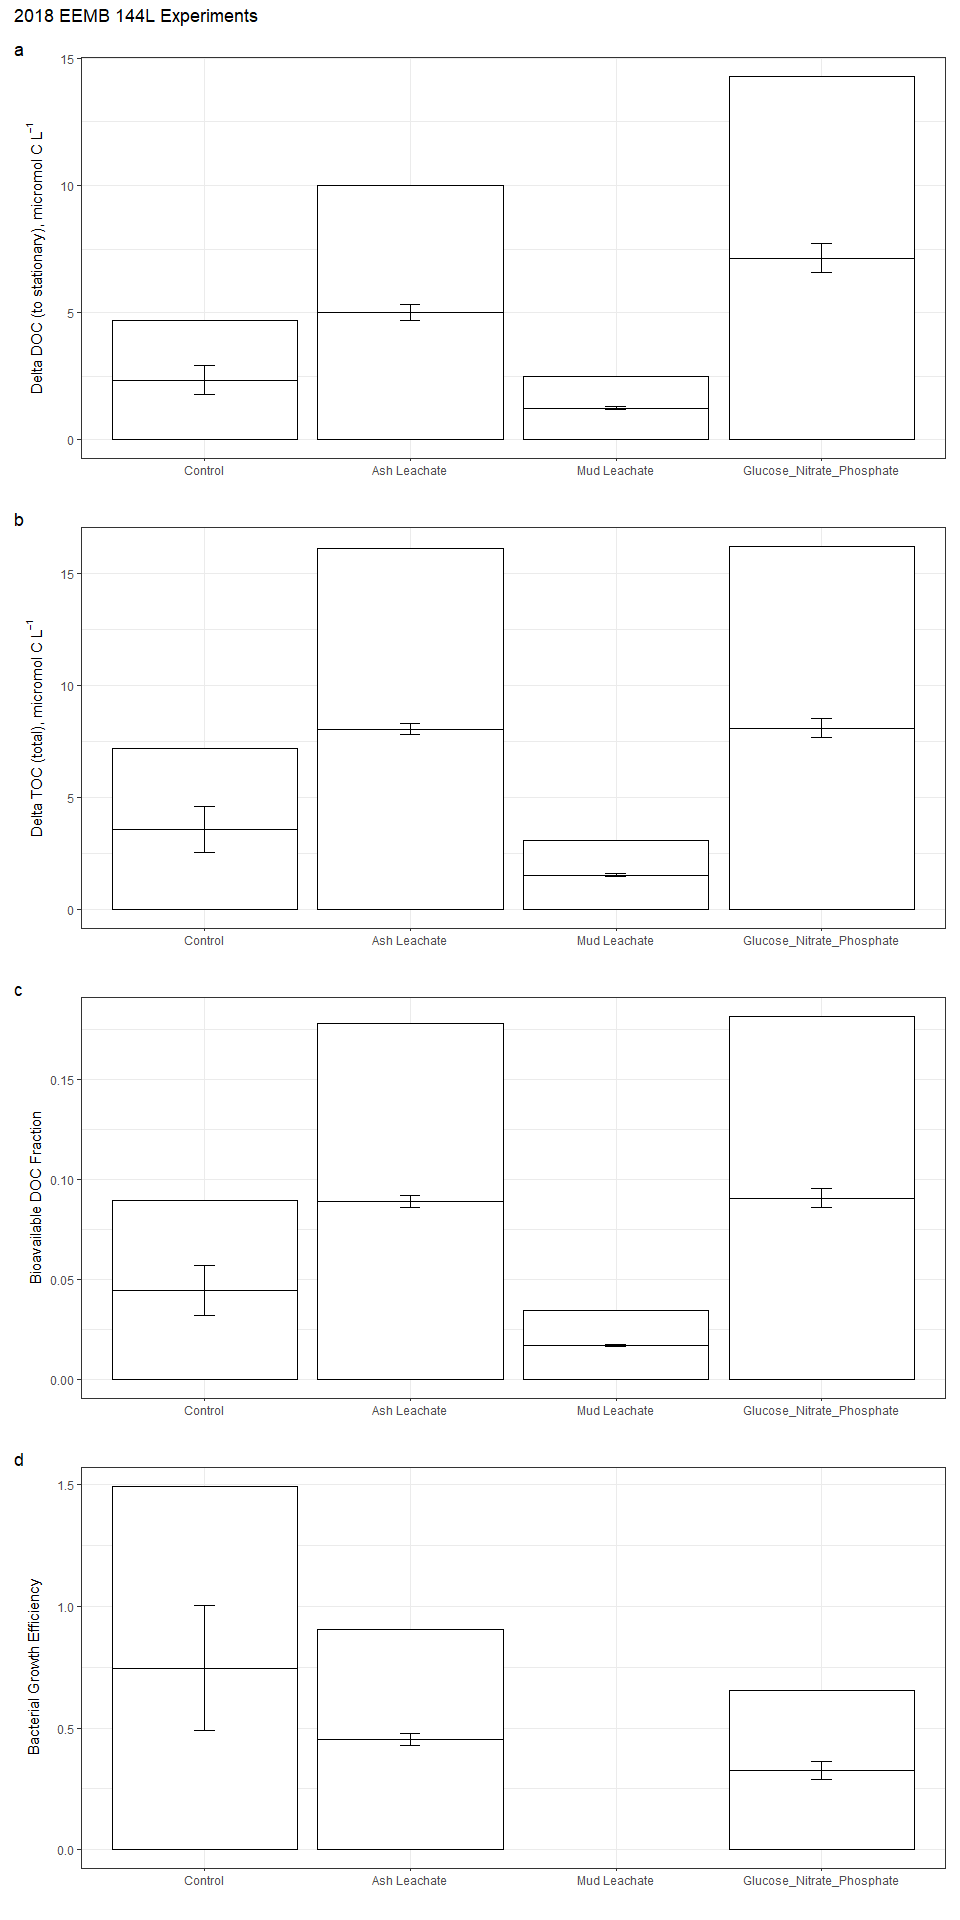 2018 EEMB 144L Experiments
a
Delta DOC (to stationary), micromol C L⁻¹
15
10
5
0
Control Ash Leachate Mud Leachate Glucose_Nitrate_Phosphate
b
Delta TOC (total), micromol C L⁻¹
15
10
5
0
Control Ash Leachate Mud Leachate Glucose_Nitrate_Phosphate
c
Bioavailable DOC Fraction
0.15
0.10
0.05
0.00
Control Ash Leachate Mud Leachate Glucose_Nitrate_Phosphate
d
Bacterial Growth Efficiency
1.5
1.0
0.5
0.0
Control Ash Leachate Mud Leachate Glucose_Nitrate_Phosphate